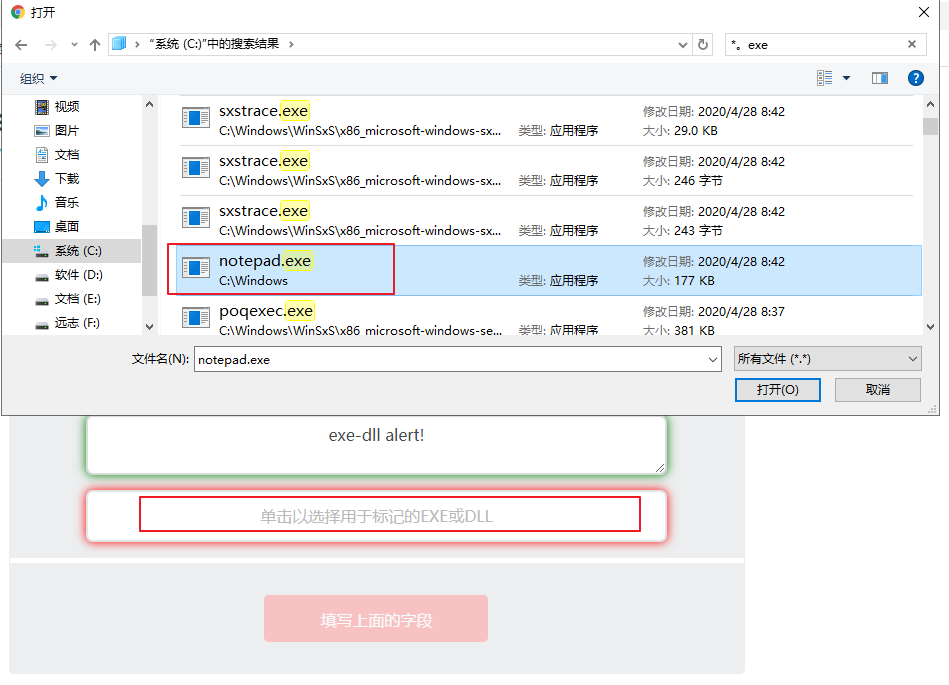 打开
“系统 (C:)”中的搜索结果
*。exe
组织
视频
图片
文档
下载
音乐
桌面
系统 (C:)
软件 (D:)
文档 (E:)
远志 (F:)
sxstrace.exe
C:\Windows\WinSxS\x86_microsoft-windows-sx...
类型: 应用程序
修改日期: 2020/4/28 8:42
大小: 29.0 KB
sxstrace.exe
C:\Windows\WinSxS\x86_microsoft-windows-sx...
类型: 应用程序
修改日期: 2020/4/28 8:42
大小: 246 字节
sxstrace.exe
C:\Windows\WinSxS\x86_microsoft-windows-sx...
类型: 应用程序
修改日期: 2020/4/28 8:42
大小: 243 字节
notepad.exe
C:\Windows
类型: 应用程序
修改日期: 2020/4/28 8:42
大小: 177 KB
poqexec.exe
C:\Windows\WinSxS\x86_microsoft-windows-se...
类型: 应用程序
修改日期: 2020/4/28 8:37
大小: 381 KB
文件名(N):
notepad.exe
所有文件 (*.*)
打开(O)
取消
exe-dll alert!
单击以选择用于标记的EXE或DLL
填写上面的字段